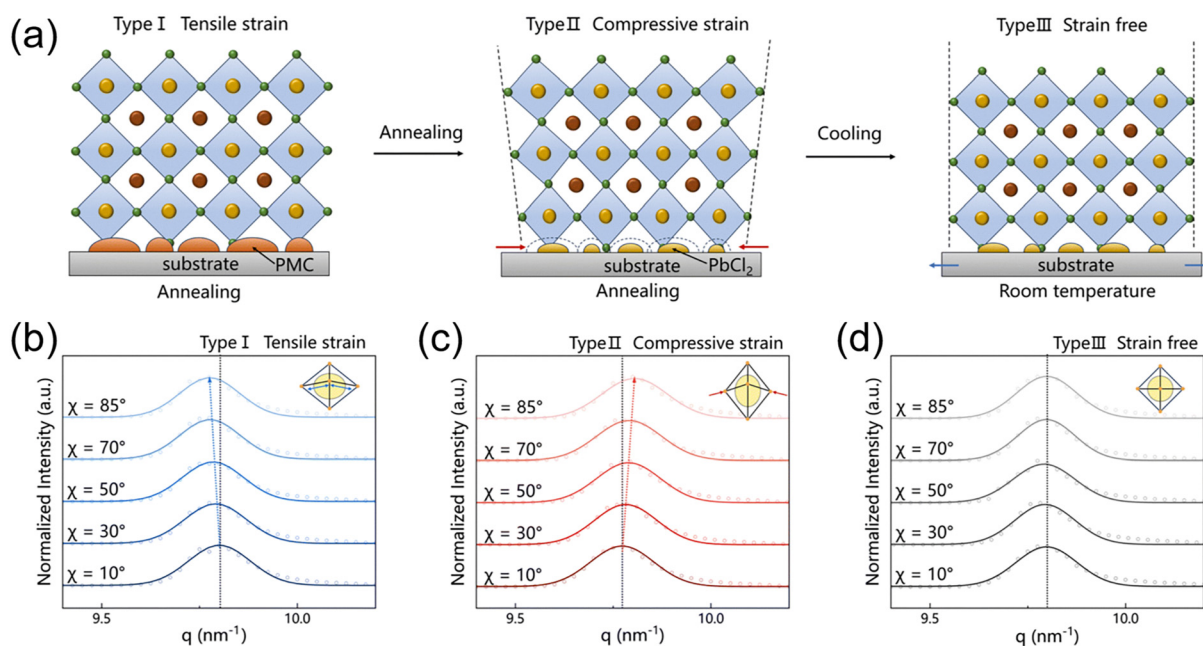 (a)
Type Ⅰ Tensile strain
Type Ⅱ Compressive strain
Type Ⅲ Strain free
Annealing
Cooling
PMC
substrate
Annealing
PbCl₂
substrate
Annealing
substrate
Room temperature
(b)
Type Ⅰ Tensile strain
Normalized Intensity (a.u.)
χ = 85°
χ = 70°
χ = 50°
χ = 30°
χ = 10°
9.5 10.0
q (nm⁻¹)
(c)
Type Ⅱ Compressive strain
Normalized Intensity (a.u.)
χ = 85°
χ = 70°
χ = 50°
χ = 30°
χ = 10°
9.5 10.0
q (nm⁻¹)
(d)
Type Ⅲ Strain free
Normalized Intensity (a.u.)
χ = 85°
χ = 70°
χ = 50°
χ = 30°
χ = 10°
9.5 10.0
q (nm⁻¹)